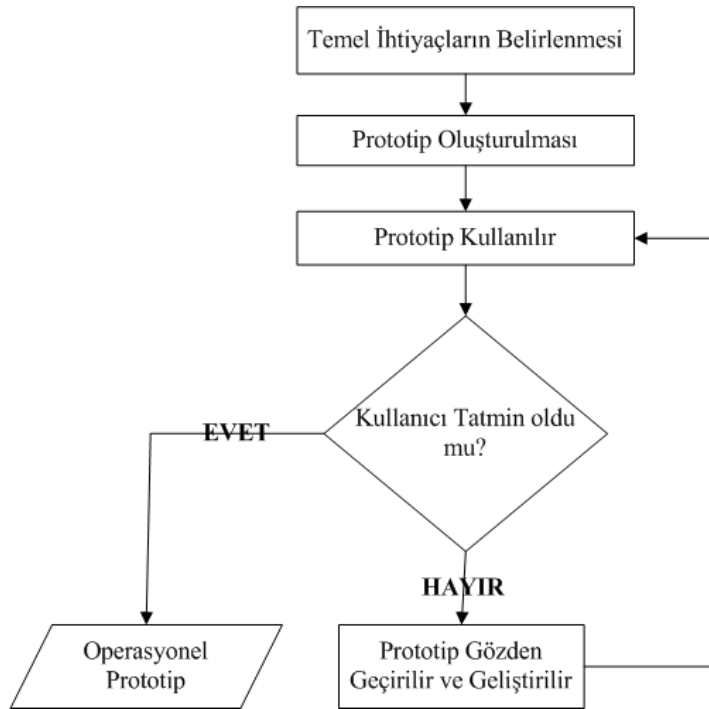 Temel İhtiyaçların Belirlenmesi
Prototip Oluşturulması
Prototip Kullanılır
Kullanıcı Tatmin oldu
mu?
EVET
HAYIR
Operasyonel
Prototip
Prototip Gözden
Geçirilir ve Geliştirilir